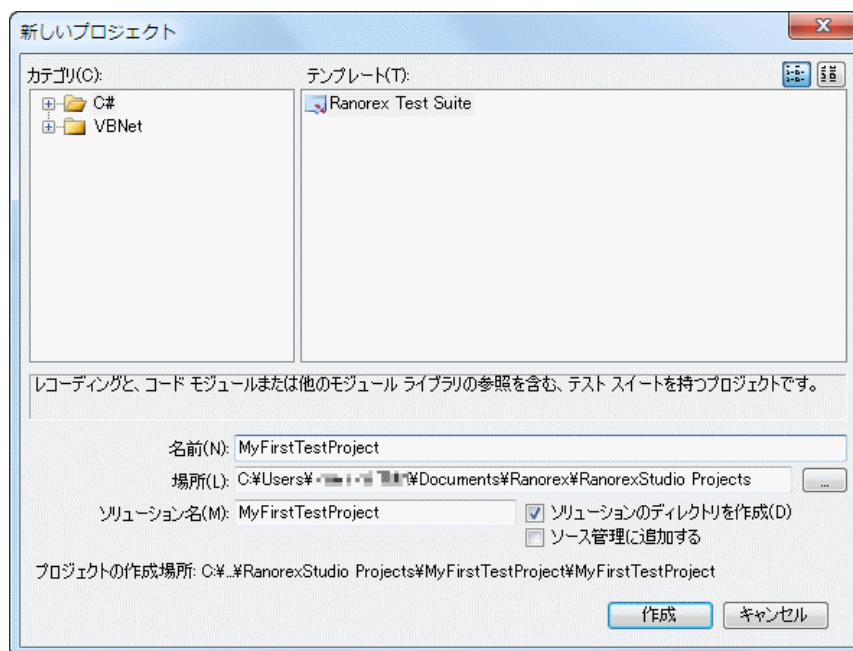 新しいプロジェクト
カテゴリ(C):
テンプレート(T):
C#
VBNet
Ranorex Test Suite
レコーディングと、コード モジュールまたは他のモジュール ライブラリの参照を含む、テスト スイートを持つプロジェクトです。
名前(N): MyFirstTestProject
場所(L): C:¥Users¥ ¥Documents¥Ranorex¥RanorexStudio Projects ...
ソリューション名(M): MyFirstTestProject ソリューションのディレクトリを作成(D)
ソース管理に追加する
プロジェクトの作成場所: C:¥...¥RanorexStudio Projects¥MyFirstTestProject¥MyFirstTestProject
作成 キャンセル